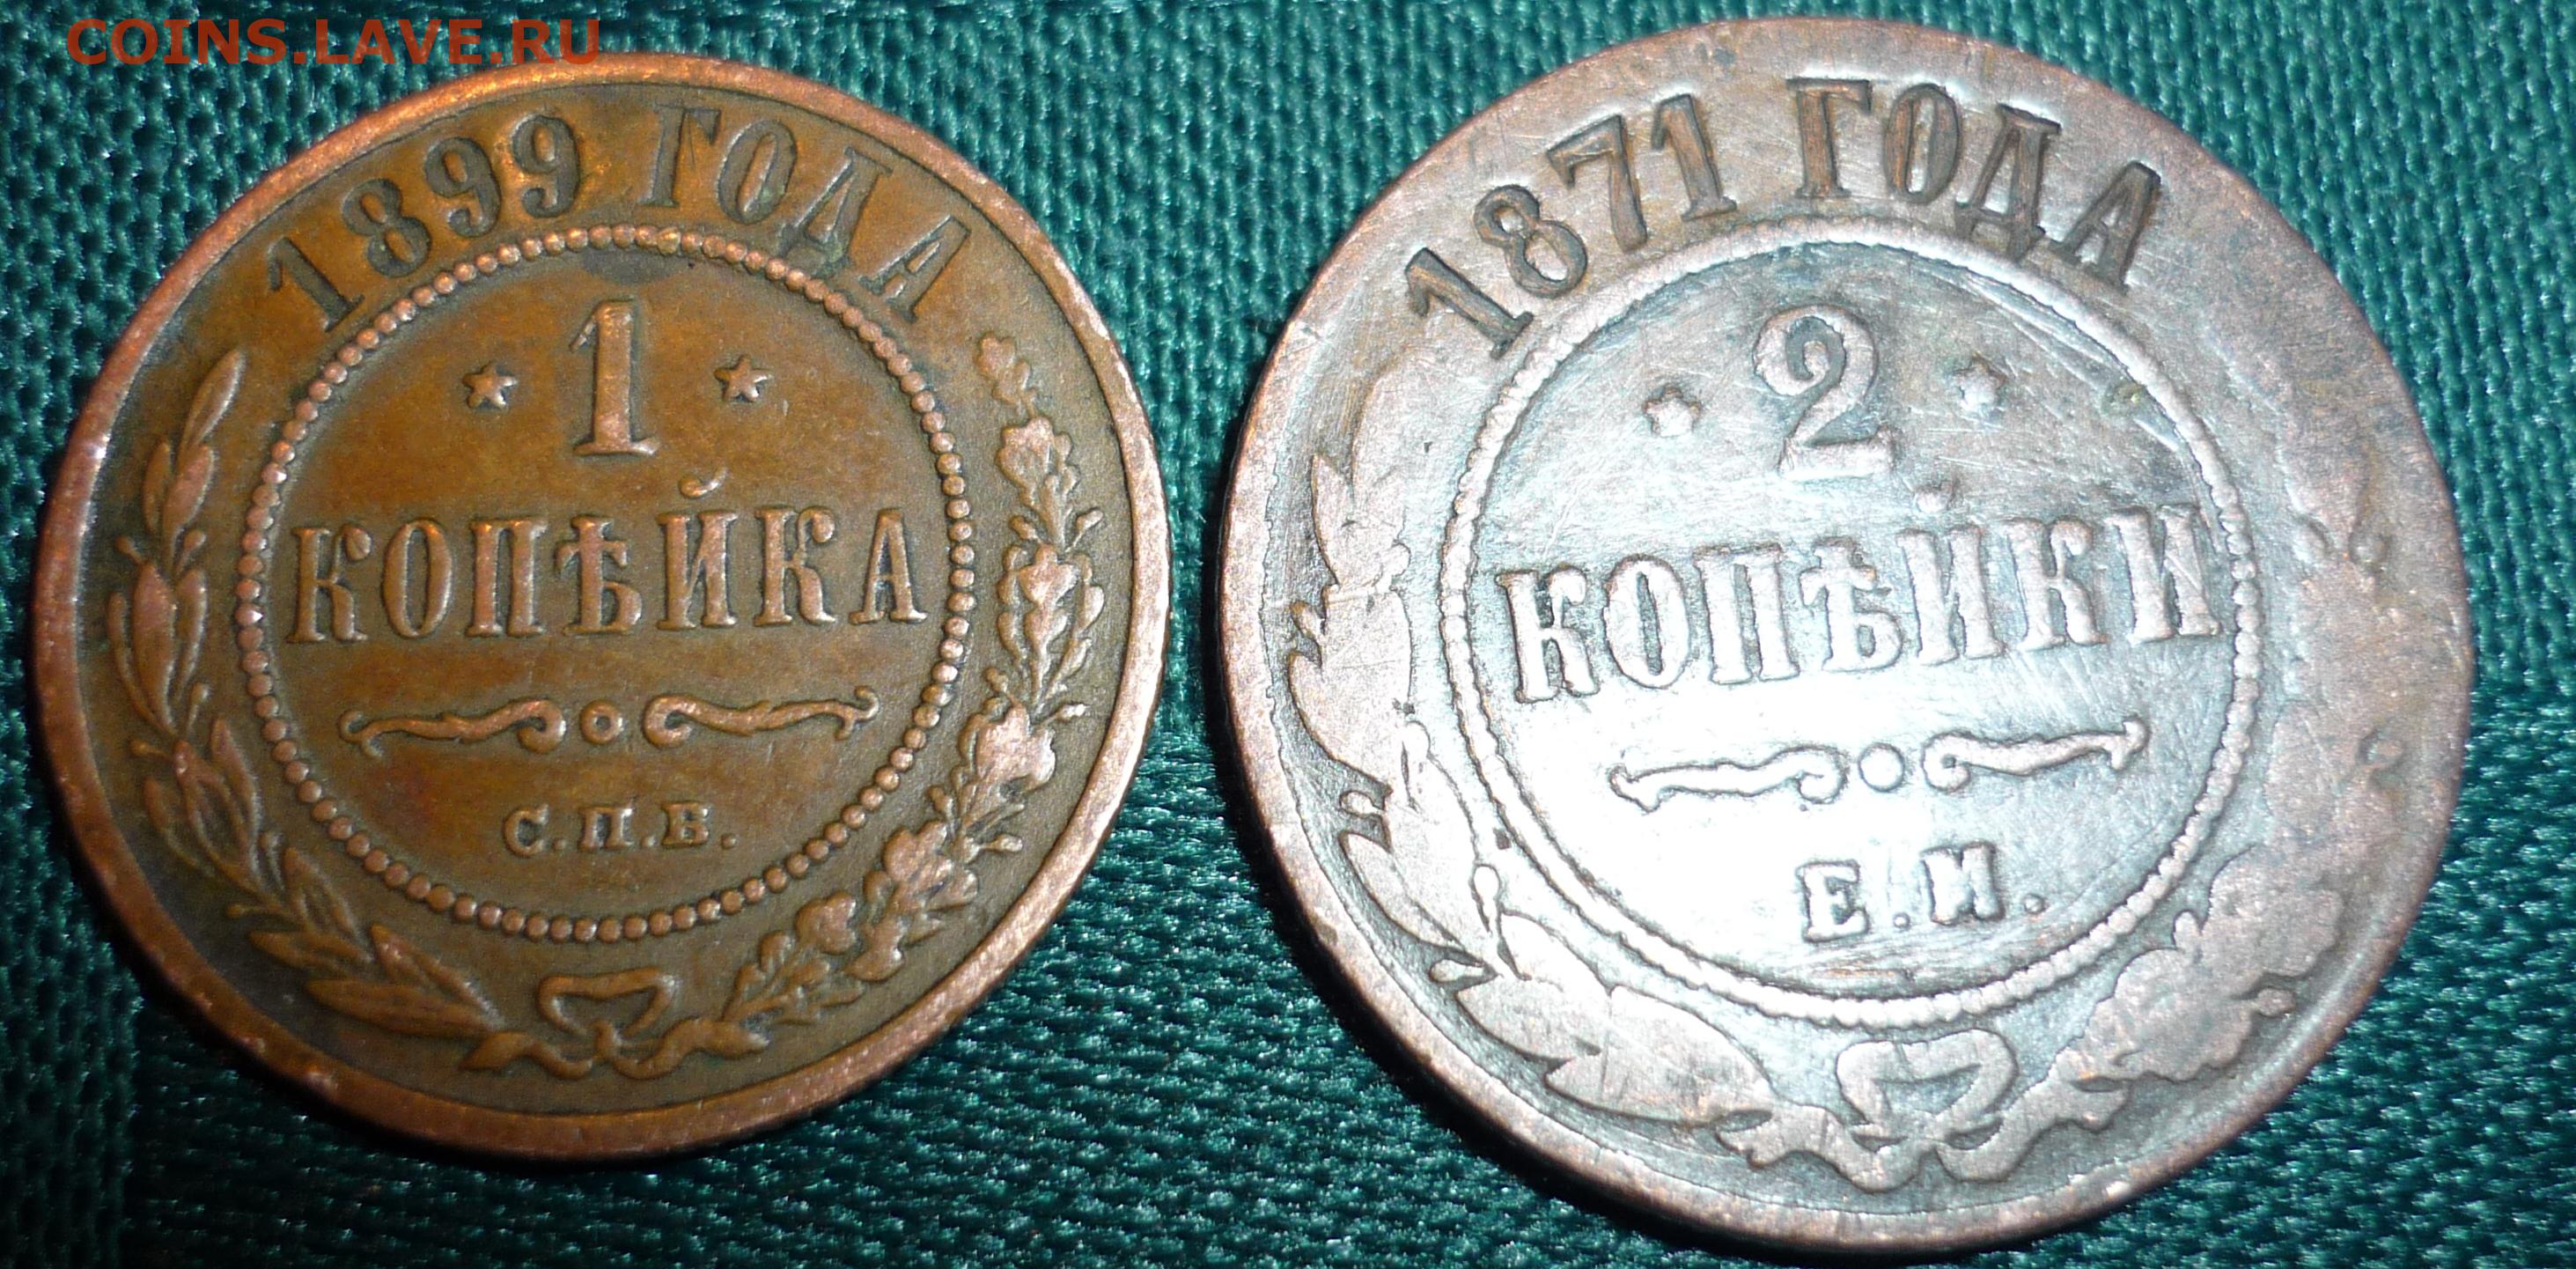 COINS.LAVE.RU
1899 ГОДА
1
КОПѢЙКА
С.П.Б.
1871 ГОДА
2
КОПѢЙКИ
Е.М.